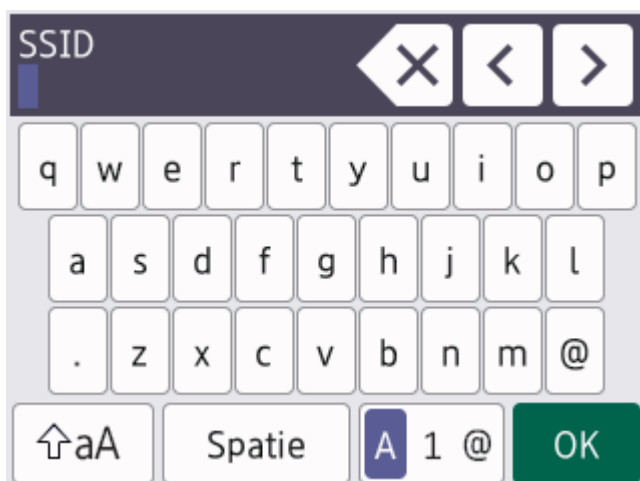 SSID
q w e r t y u i o p
a s d f g h j k l
. z x c v b n m @
aA Spatie A 1 @ OK